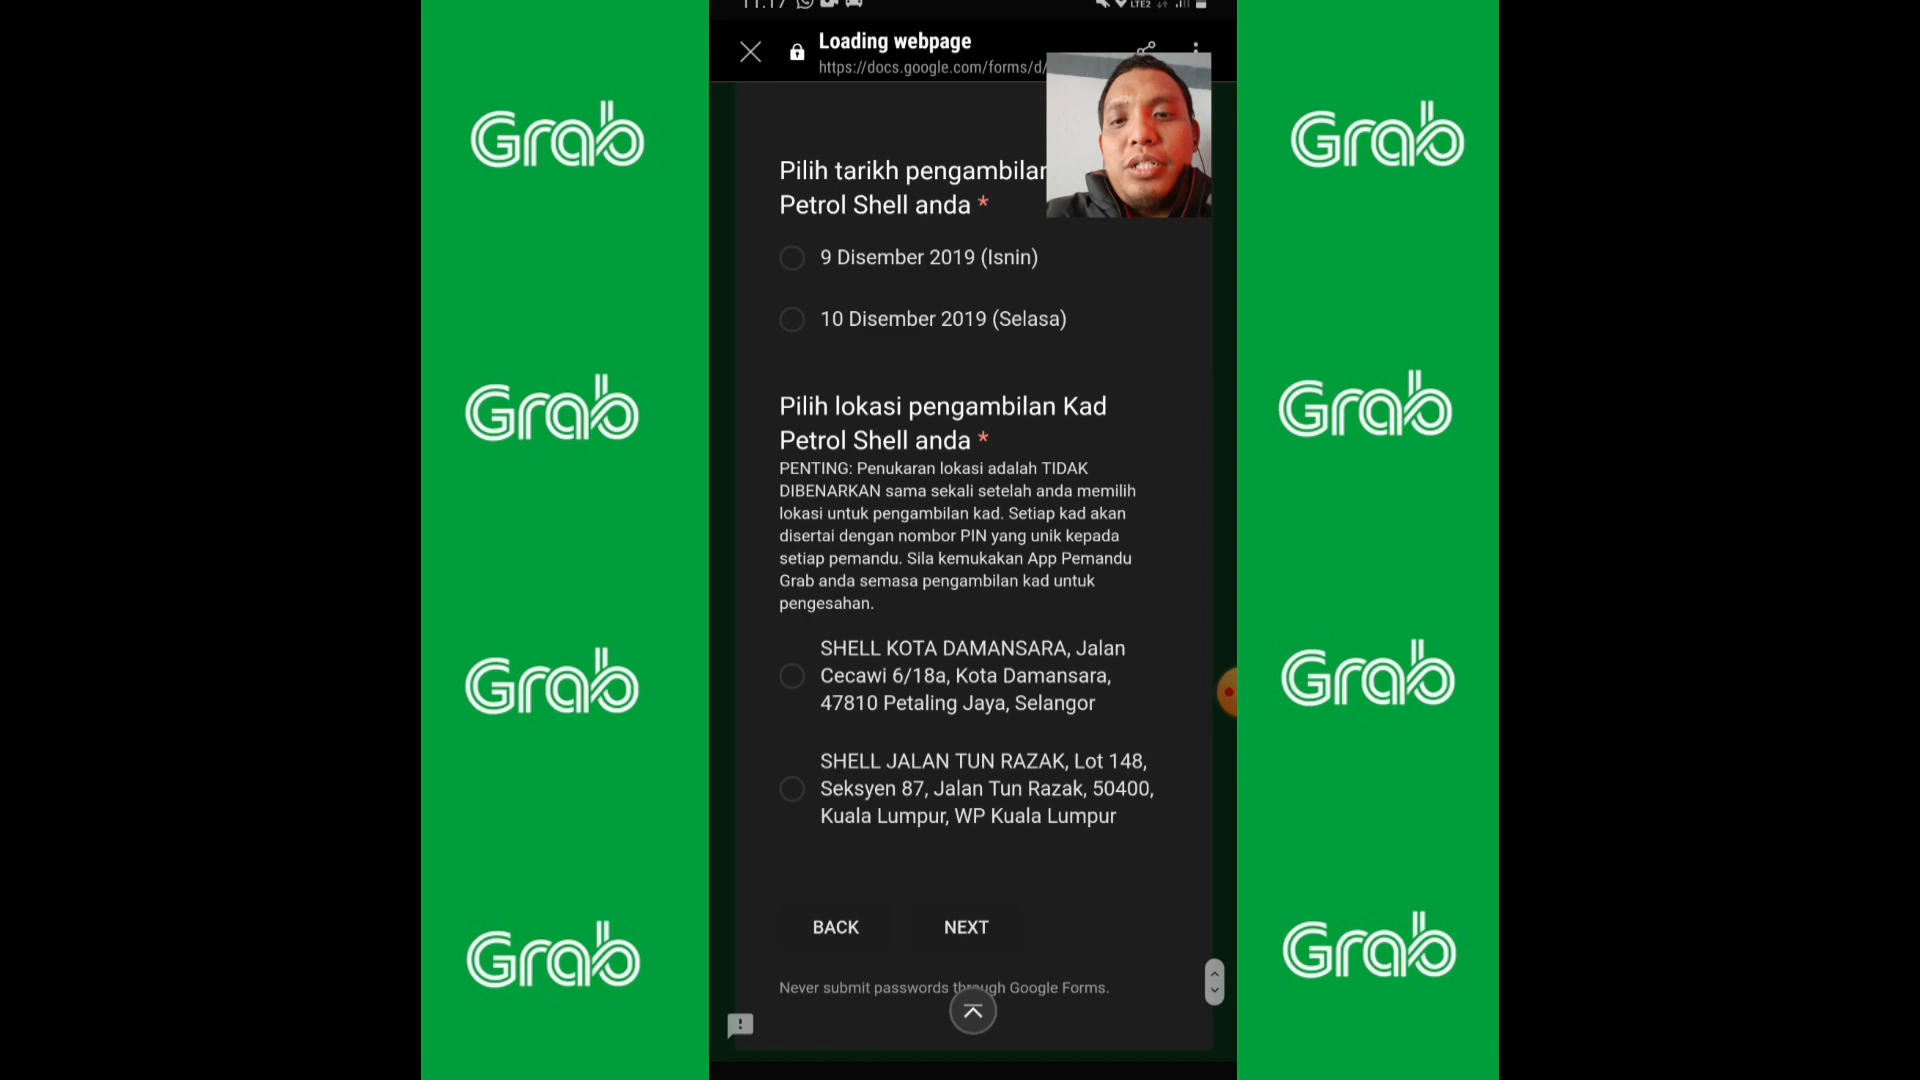 11:17
LTE2
Loading webpage
https://docs.google.com/forms/d/
Pilih tarikh pengambilan
Petrol Shell anda *
9 Disember 2019 (Isnin)
10 Disember 2019 (Selasa)
Pilih lokasi pengambilan Kad
Petrol Shell anda *
PENTING: Penukaran lokasi adalah TIDAK
DIBENARKAN sama sekali setelah anda memilih
lokasi untuk pengambilan kad. Setiap kad akan
disertai dengan nombor PIN yang unik kepada
setiap pemandu. Sila kemukakan App Pemandu
Grab anda semasa pengambilan kad untuk
pengesahan.
SHELL KOTA DAMANSARA, Jalan
Cecawi 6/18a, Kota Damansara,
47810 Petaling Jaya, Selangor
SHELL JALAN TUN RAZAK, Lot 148,
Seksyen 87, Jalan Tun Razak, 50400,
Kuala Lumpur, WP Kuala Lumpur
BACK NEXT
Never submit passwords through Google Forms.
Grab
Grab
Grab
Grab
Grab
Grab
Grab
Grab